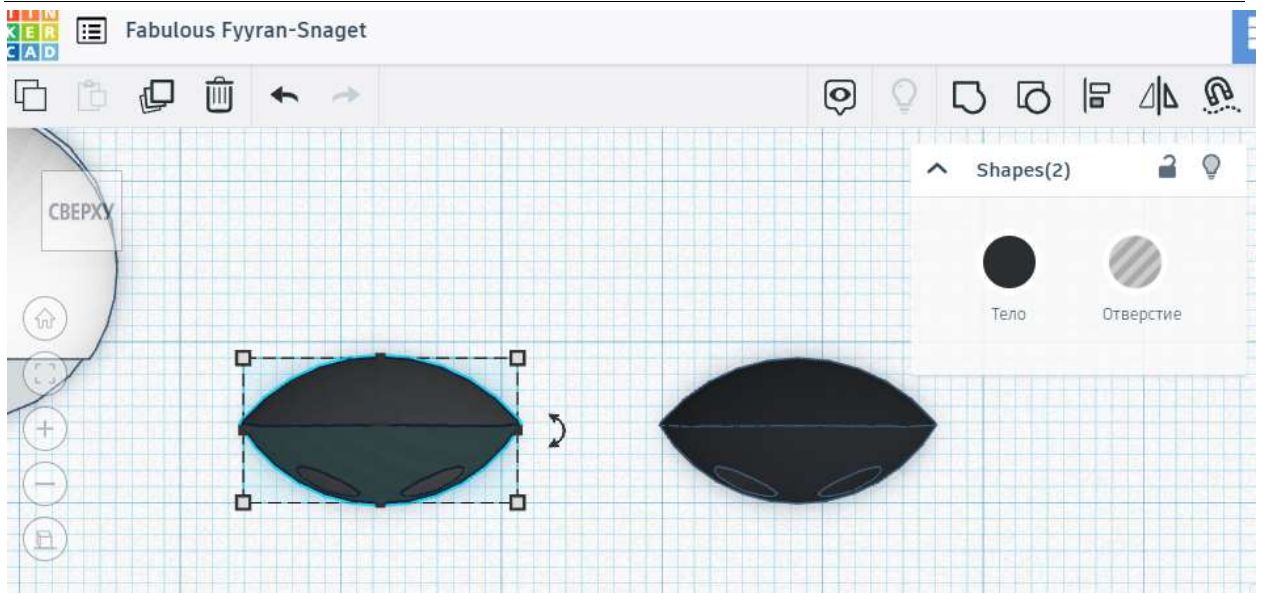 TIN
KER
CAD
Fabulous Fyyran-Snaget
Shapes(2)
СВЕРХУ
Тело
Отверстие